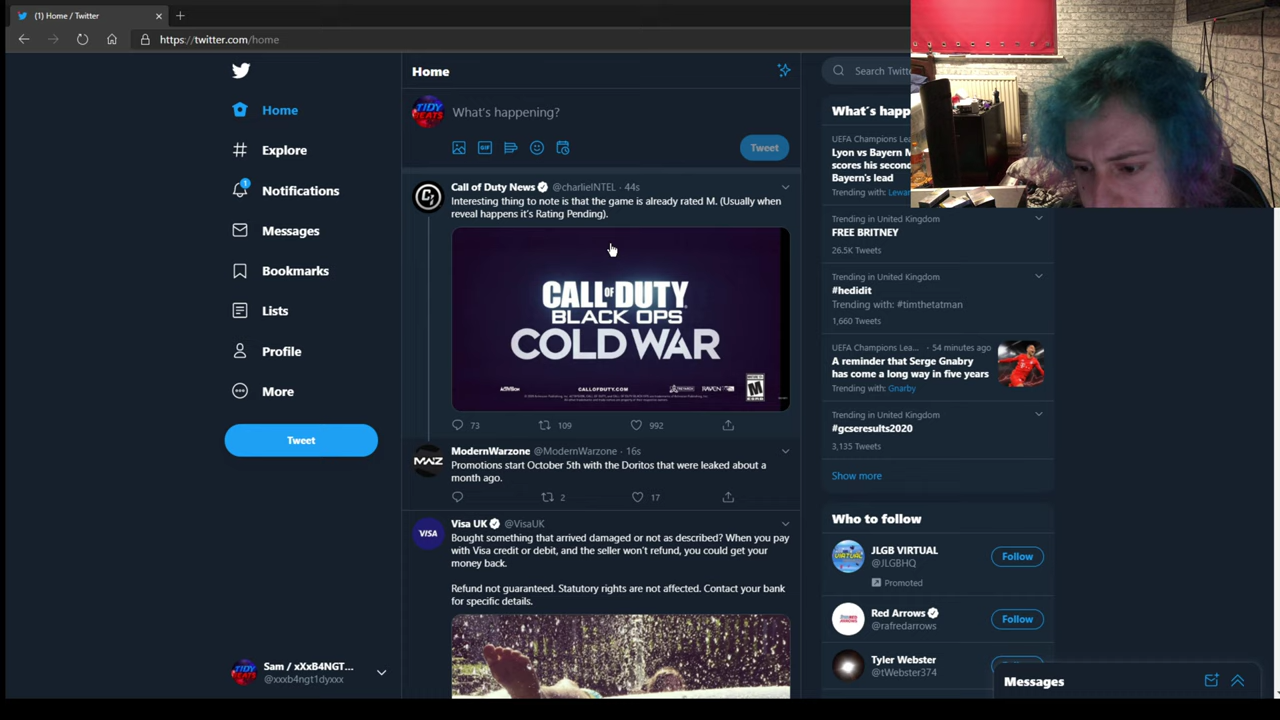 (1) Home / Twitter
https://twitter.com/home
Home
Explore
Notifications
1
Messages
Bookmarks
Lists
Profile
More
Tweet
Sam / xXxB4NGT...
@xxxb4ngt1dyxxx
Home
TIDY
What's happening?
GIF
Tweet
Call of Duty News @charlieINTEL · 44s
Interesting thing to note is that the game is already rated M. (Usually when
reveal happens it's Rating Pending).
CALL OF DUTY
BLACK OPS
COLD WAR
ACTIVISION
CALLOFDUTY.COM
RAVEN
M
73
109
992
MWZ
ModernWarzone @ModernWarzone · 16s
Promotions start October 5th with the Doritos that were leaked about a
month ago.
2
17
VISA
Visa UK @VisaUK
Bought something that arrived damaged or not as described? When you pay
with Visa credit or debit, and the seller won't refund, you could get your
money back.
Refund not guaranteed. Statutory rights are not affected. Contact your bank
for specific details.
Search Twitt
What's happ
UEFA Champions Lea
Lyon vs Bayern M
scores his second
Bayern's lead
Trending with: Lewan
Trending in United Kingdom
FREE BRITNEY
26.5K Tweets
Trending in United Kingdom
#hedidit
Trending with: #timthetatman
1,660 Tweets
UEFA Champions Lea... · 54 minutes ago
A reminder that Serge Gnabry
has come a long way in five years
Trending with: Gnarby
Trending in United Kingdom
#gcseresults2020
3,135 Tweets
Show more
Who to follow
JLGB VIRTUAL
@JLGBHQ
Promoted
Follow
Red Arrows
@rafredarrows
Follow
Tyler Webster
@tWebster374
Messages